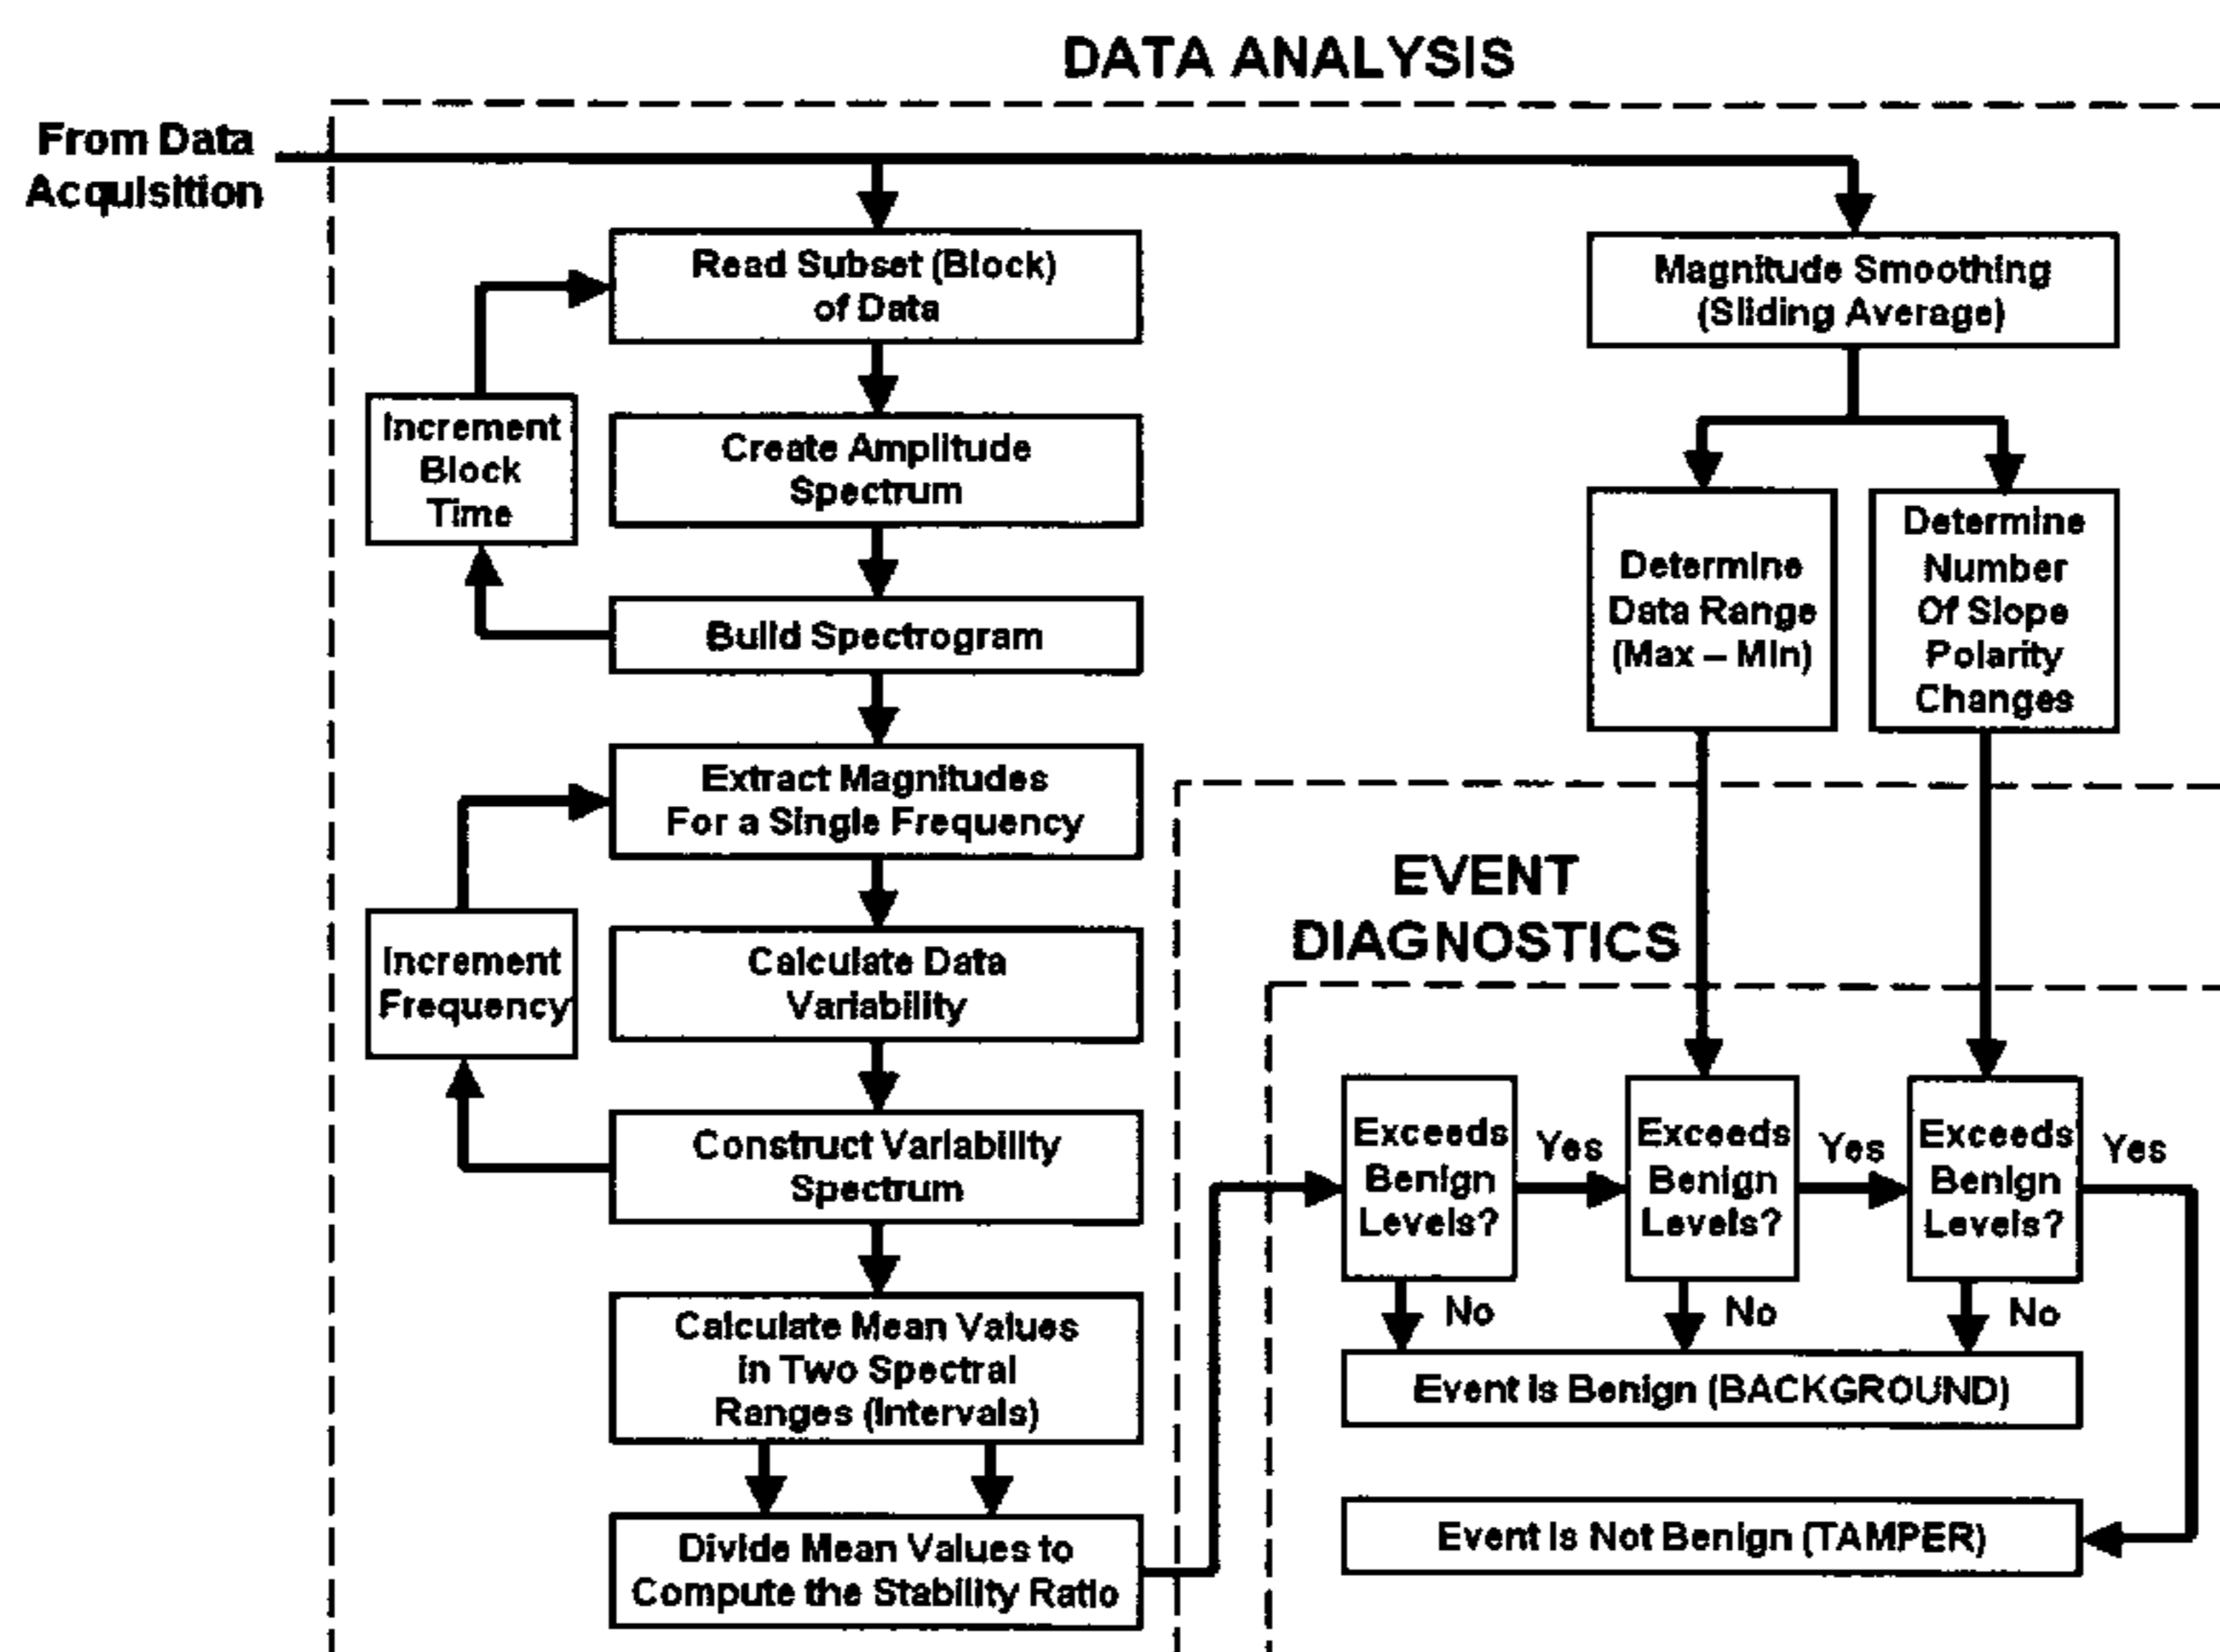 DATA ANALYSIS
From Data
Acquisition
Read Subset (Block)
of Data
Magnitude Smoothing
(Sliding Average)
Increment
Block
Time
Create Amplitude
Spectrum
Build Spectrogram
Determine
Data Range
(Max – Min)
Determine
Number
Of Slope
Polarity
Changes
Extract Magnitudes
For a Single Frequency
Increment
Frequency
Calculate Data
Variability
Construct Variability
Spectrum
Calculate Mean Values
in Two Spectral
Ranges (Intervals)
Divide Mean Values to
Compute the Stability Ratio
EVENT
DIAGNOSTICS
Exceeds
Benign
Levels?
Yes
Exceeds
Benign
Levels?
Yes
Exceeds
Benign
Levels?
Yes
No
No
No
Event is Benign (BACKGROUND)
Event is Not Benign (TAMPER)